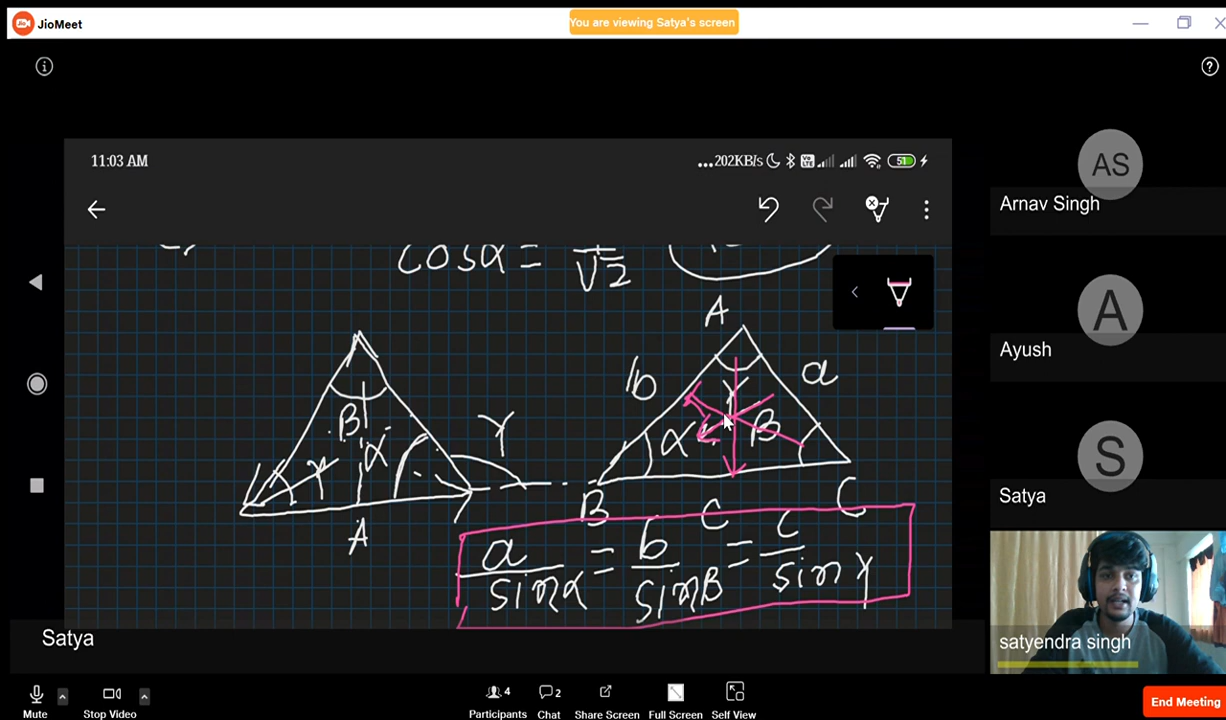 JioMeet
You are viewing Satya's screen
11:03 AM
...202KB/s
51
cosα = 1/√2
A
b
a
β
γ
α
γ
α
γ
β
A
B
C
C
a/sinα = b/sinβ = c/sinγ
AS
Arnav Singh
A
Ayush
S
Satya
satyendra singh
Satya
Mute
Stop Video
4
Participants
2
Chat
Share Screen
Full Screen
Self View
End Meeting